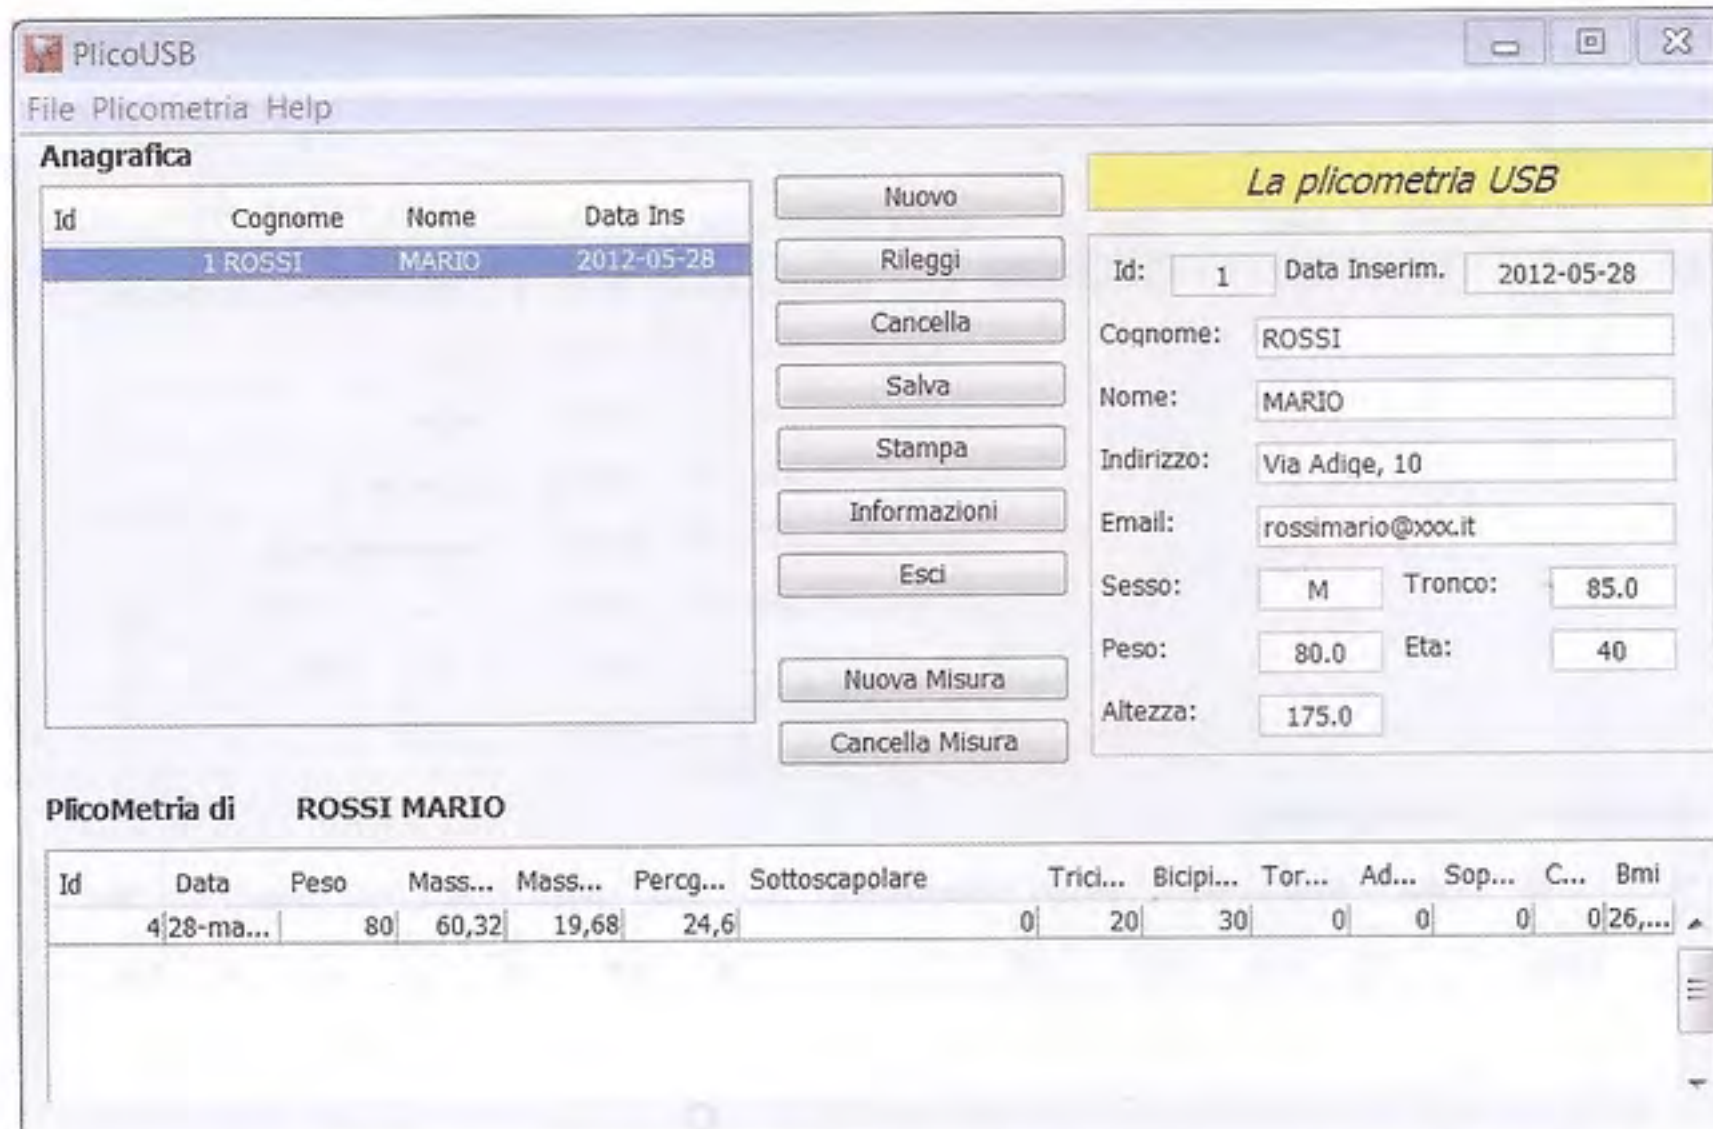 PlicoUSB
File Plicometria Help
Anagrafica
Id Cognome Nome Data Ins
1 ROSSI MARIO 2012-05-28
Nuovo
Rileggi
Cancella
Salva
Stampa
Informazioni
Esci
Nuova Misura
Cancella Misura
La plicometria USB
Id: 1 Data Inserim. 2012-05-28
Cognome: ROSSI
Nome: MARIO
Indirizzo: Via Adige, 10
Email: rossimario@xxx.it
Sesso: M Tronco: 85.0
Peso: 80.0 Eta: 40
Altezza: 175.0
PlicoMetria di ROSSI MARIO
Id Data Peso Mass... Mass... Percg... Sottoscapolare Trici... Bicipi... Tor... Ad... Sop... C... Bmi
4 28-ma... 80 60,32 19,68 24,6 0 20 30 0 0 0 0 26,...